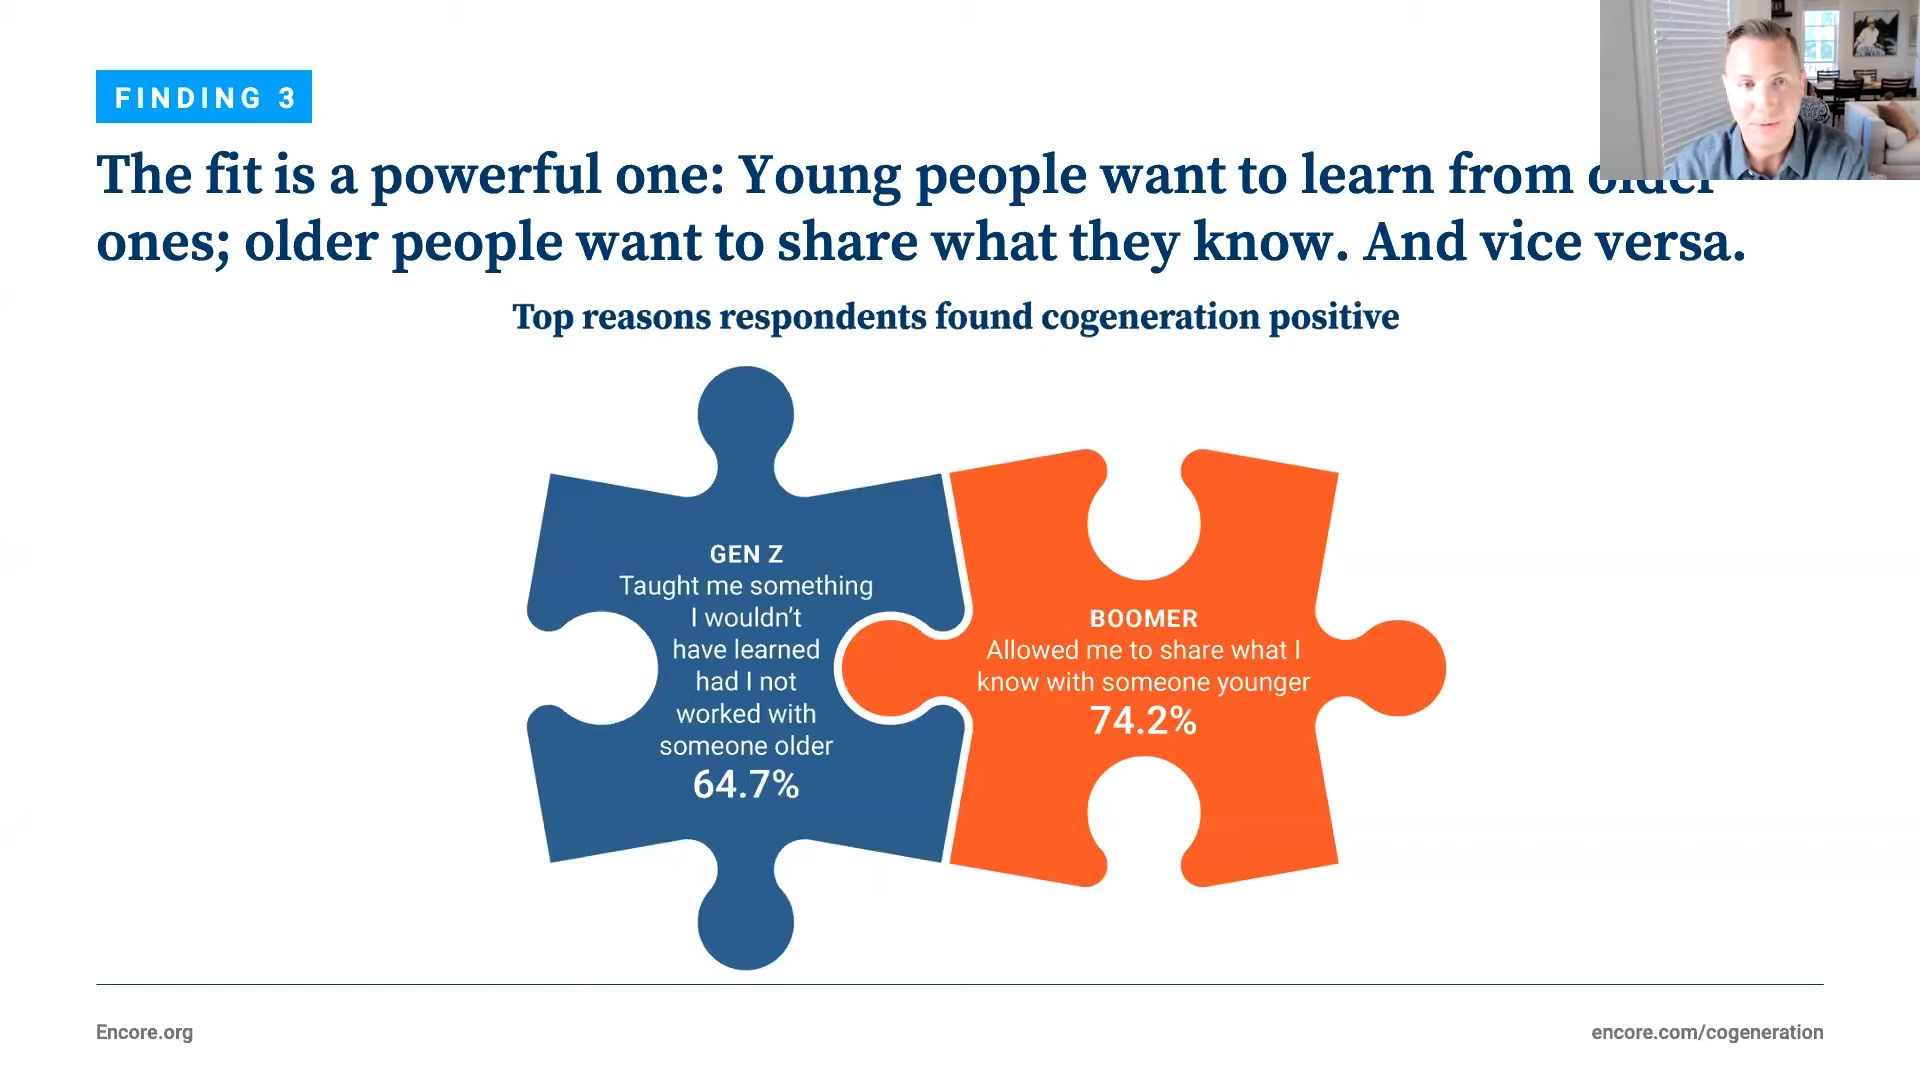 FINDING 3
The fit is a powerful one: Young people want to learn from older
ones; older people want to share what they know. And vice versa.
Top reasons respondents found cogeneration positive
GEN Z
Taught me something
I wouldn’t
have learned
had I not
worked with
someone older
64.7%
BOOMER
Allowed me to share what I
know with someone younger
74.2%
Encore.org
encore.com/cogeneration